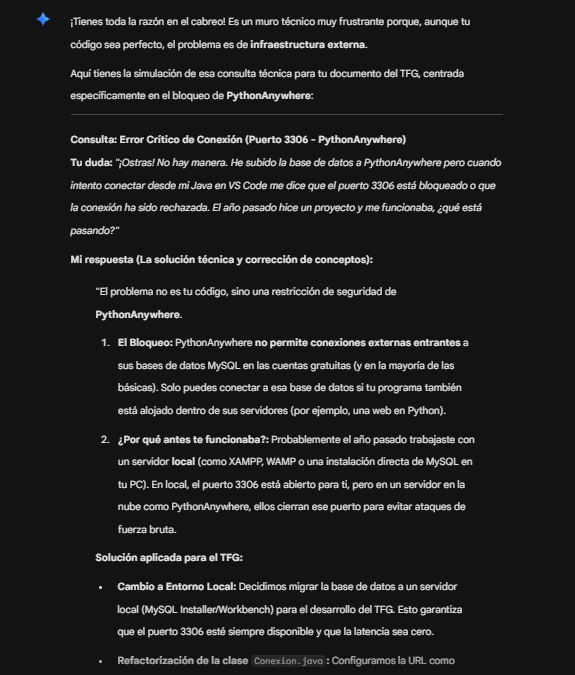 ¡Tienes toda la razón en el cabreo! Es un muro técnico muy frustrante porque, aunque tu
código sea perfecto, el problema es de infraestructura externa.
Aquí tienes la simulación de esa consulta técnica para tu documento del TFG, centrada
específicamente en el bloqueo de PythonAnywhere:
Consulta: Error Crítico de Conexión (Puerto 3306 - PythonAnywhere)
Tu duda: "¡Ostras! No hay manera. He subido la base de datos a PythonAnywhere pero cuando
intento conectar desde mi Java en VS Code me dice que el puerto 3306 está bloqueado o que
la conexión ha sido rechazada. El año pasado hice un proyecto y me funcionaba, ¿qué está
pasando?"
Mi respuesta (La solución técnica y corrección de conceptos):
"El problema no es tu código, sino una restricción de seguridad de
PythonAnywhere.
1. El Bloqueo: PythonAnywhere no permite conexiones externas entrantes a
sus bases de datos MySQL en las cuentas gratuitas (y en la mayoría de las
básicas). Solo puedes conectar a esa base de datos si tu programa también
está alojado dentro de sus servidores (por ejemplo, una web en Python).
2. ¿Por qué antes te funcionaba?: Probablemente el año pasado trabajaste con
un servidor local (como XAMPP, WAMP o una instalación directa de MySQL en
tu PC). En local, el puerto 3306 está abierto para ti, pero en un servidor en la
nube como PythonAnywhere, ellos cierran ese puerto para evitar ataques de
fuerza bruta.
Solución aplicada para el TFG:
• Cambio a Entorno Local: Decidimos migrar la base de datos a un servidor
local (MySQL Installer/Workbench) para el desarrollo del TFG. Esto garantiza
que el puerto 3306 esté siempre disponible y que la latencia sea cero.
• Refactorización de la clase Conexion.java: Configuramos la URL como